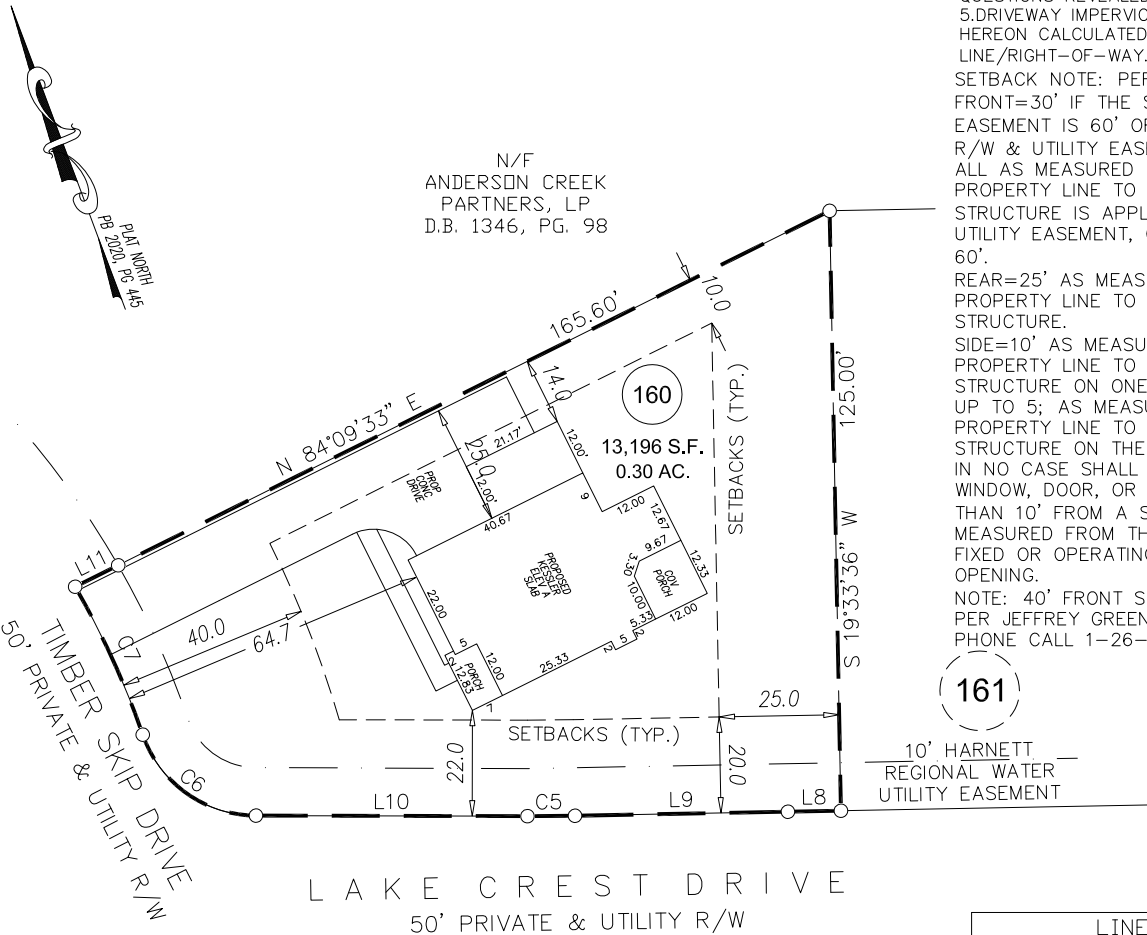 QUESTIONS REVEALED
5.DRIVEWAY IMPERVIO
HEREON CALCULATED
LINE/RIGHT-OF-WAY.
SETBACK NOTE: PER
FRONT=30' IF THE S
EASEMENT IS 60' OR
R/W & UTILITY EASE
ALL AS MEASURED
PROPERTY LINE TO
STRUCTURE IS APPL
UTILITY EASEMENT,
60'.
REAR=25' AS MEAS
PROPERTY LINE TO
STRUCTURE.
SIDE=10' AS MEASU
PROPERTY LINE TO
STRUCTURE ON ONE
UP TO 5; AS MEASU
PROPERTY LINE TO
STRUCTURE ON THE
IN NO CASE SHALL
WINDOW, DOOR, OR
THAN 10' FROM A S
MEASURED FROM TH
FIXED OR OPERATING
OPENING.
NOTE: 40' FRONT S
PER JEFFREY GREEN
PHONE CALL 1-26-
PLAT NORTH
PB 2020, PG 445
N/F
ANDERSON CREEK
PARTNERS, LP
D.B. 1346, PG. 98
N 84°09'33" E
165.60'
10.0
14.0
160
13,196 S.F.
0.30 AC.
SETBACKS (TYP.)
125.00'
S 19°33'36" W
21.17'
12.00'
25.0
12.00'
9
40.67
PROP
CONC
DRIVE
12.00
12.67
9.67
12.33
3.30
10.00
COV
PORCH
5.33
12.00
2
5
2
PROPOSED
KESSLER
ELEV A
SLAB
22.00
5
2
12.00
PORCH
12.83
1
25.33
L11
C7
40.0
64.7
SETBACKS (TYP.)
25.0
22.0
20.0
161
10' HARNETT
REGIONAL WATER
UTILITY EASEMENT
C6
L10
C5
L9
L8
TIMBER SKIP DRIVE
50' PRIVATE & UTILITY R/W
LAKE CREST DRIVE
50' PRIVATE & UTILITY R/W
LINE